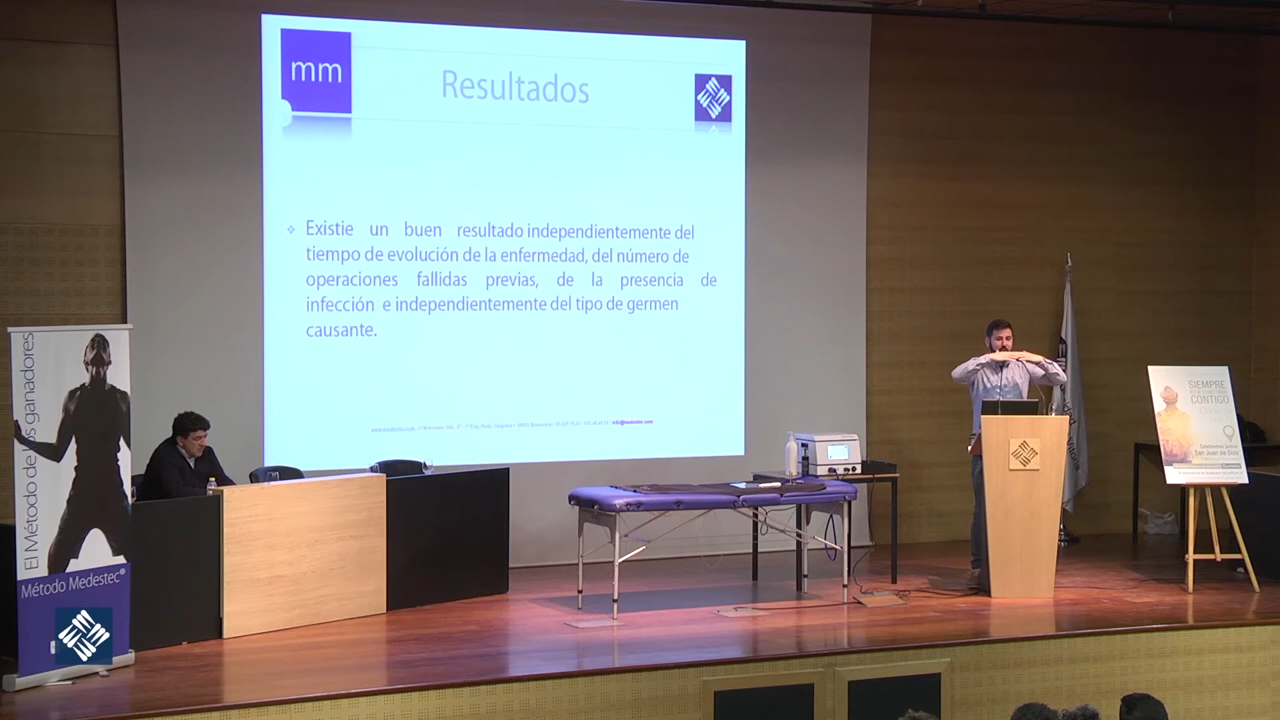 mm
Resultados
Existie un buen resultado independientemente del
tiempo de evolución de la enfermedad, del número de
operaciones fallidas previas, de la presencia de
infección e independientemente del tipo de germen
causante.
El Método de los ganadores
Método Medestec®
SIEMPRE
CONTIGO
San Juan de Dios